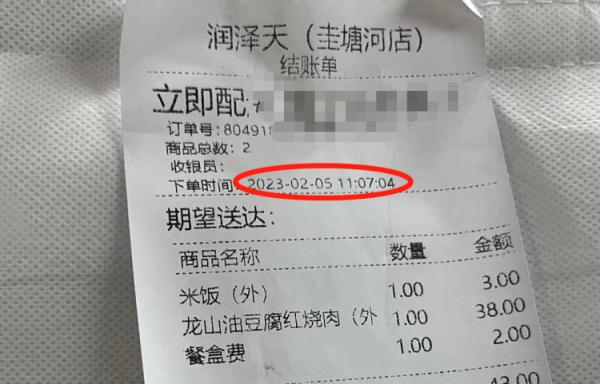 润泽天（圭塘河店）
结账单
立即配
订单号: 80491
商品总数: 2
收银员:
下单时间: 2023-02-05 11:07:04
期望送达:
商品名称 数量 金额
米饭（外） 1.00 3.00
龙山油豆腐红烧肉（外 1.00 38.00
餐盒费 1.00 2.00
43.00